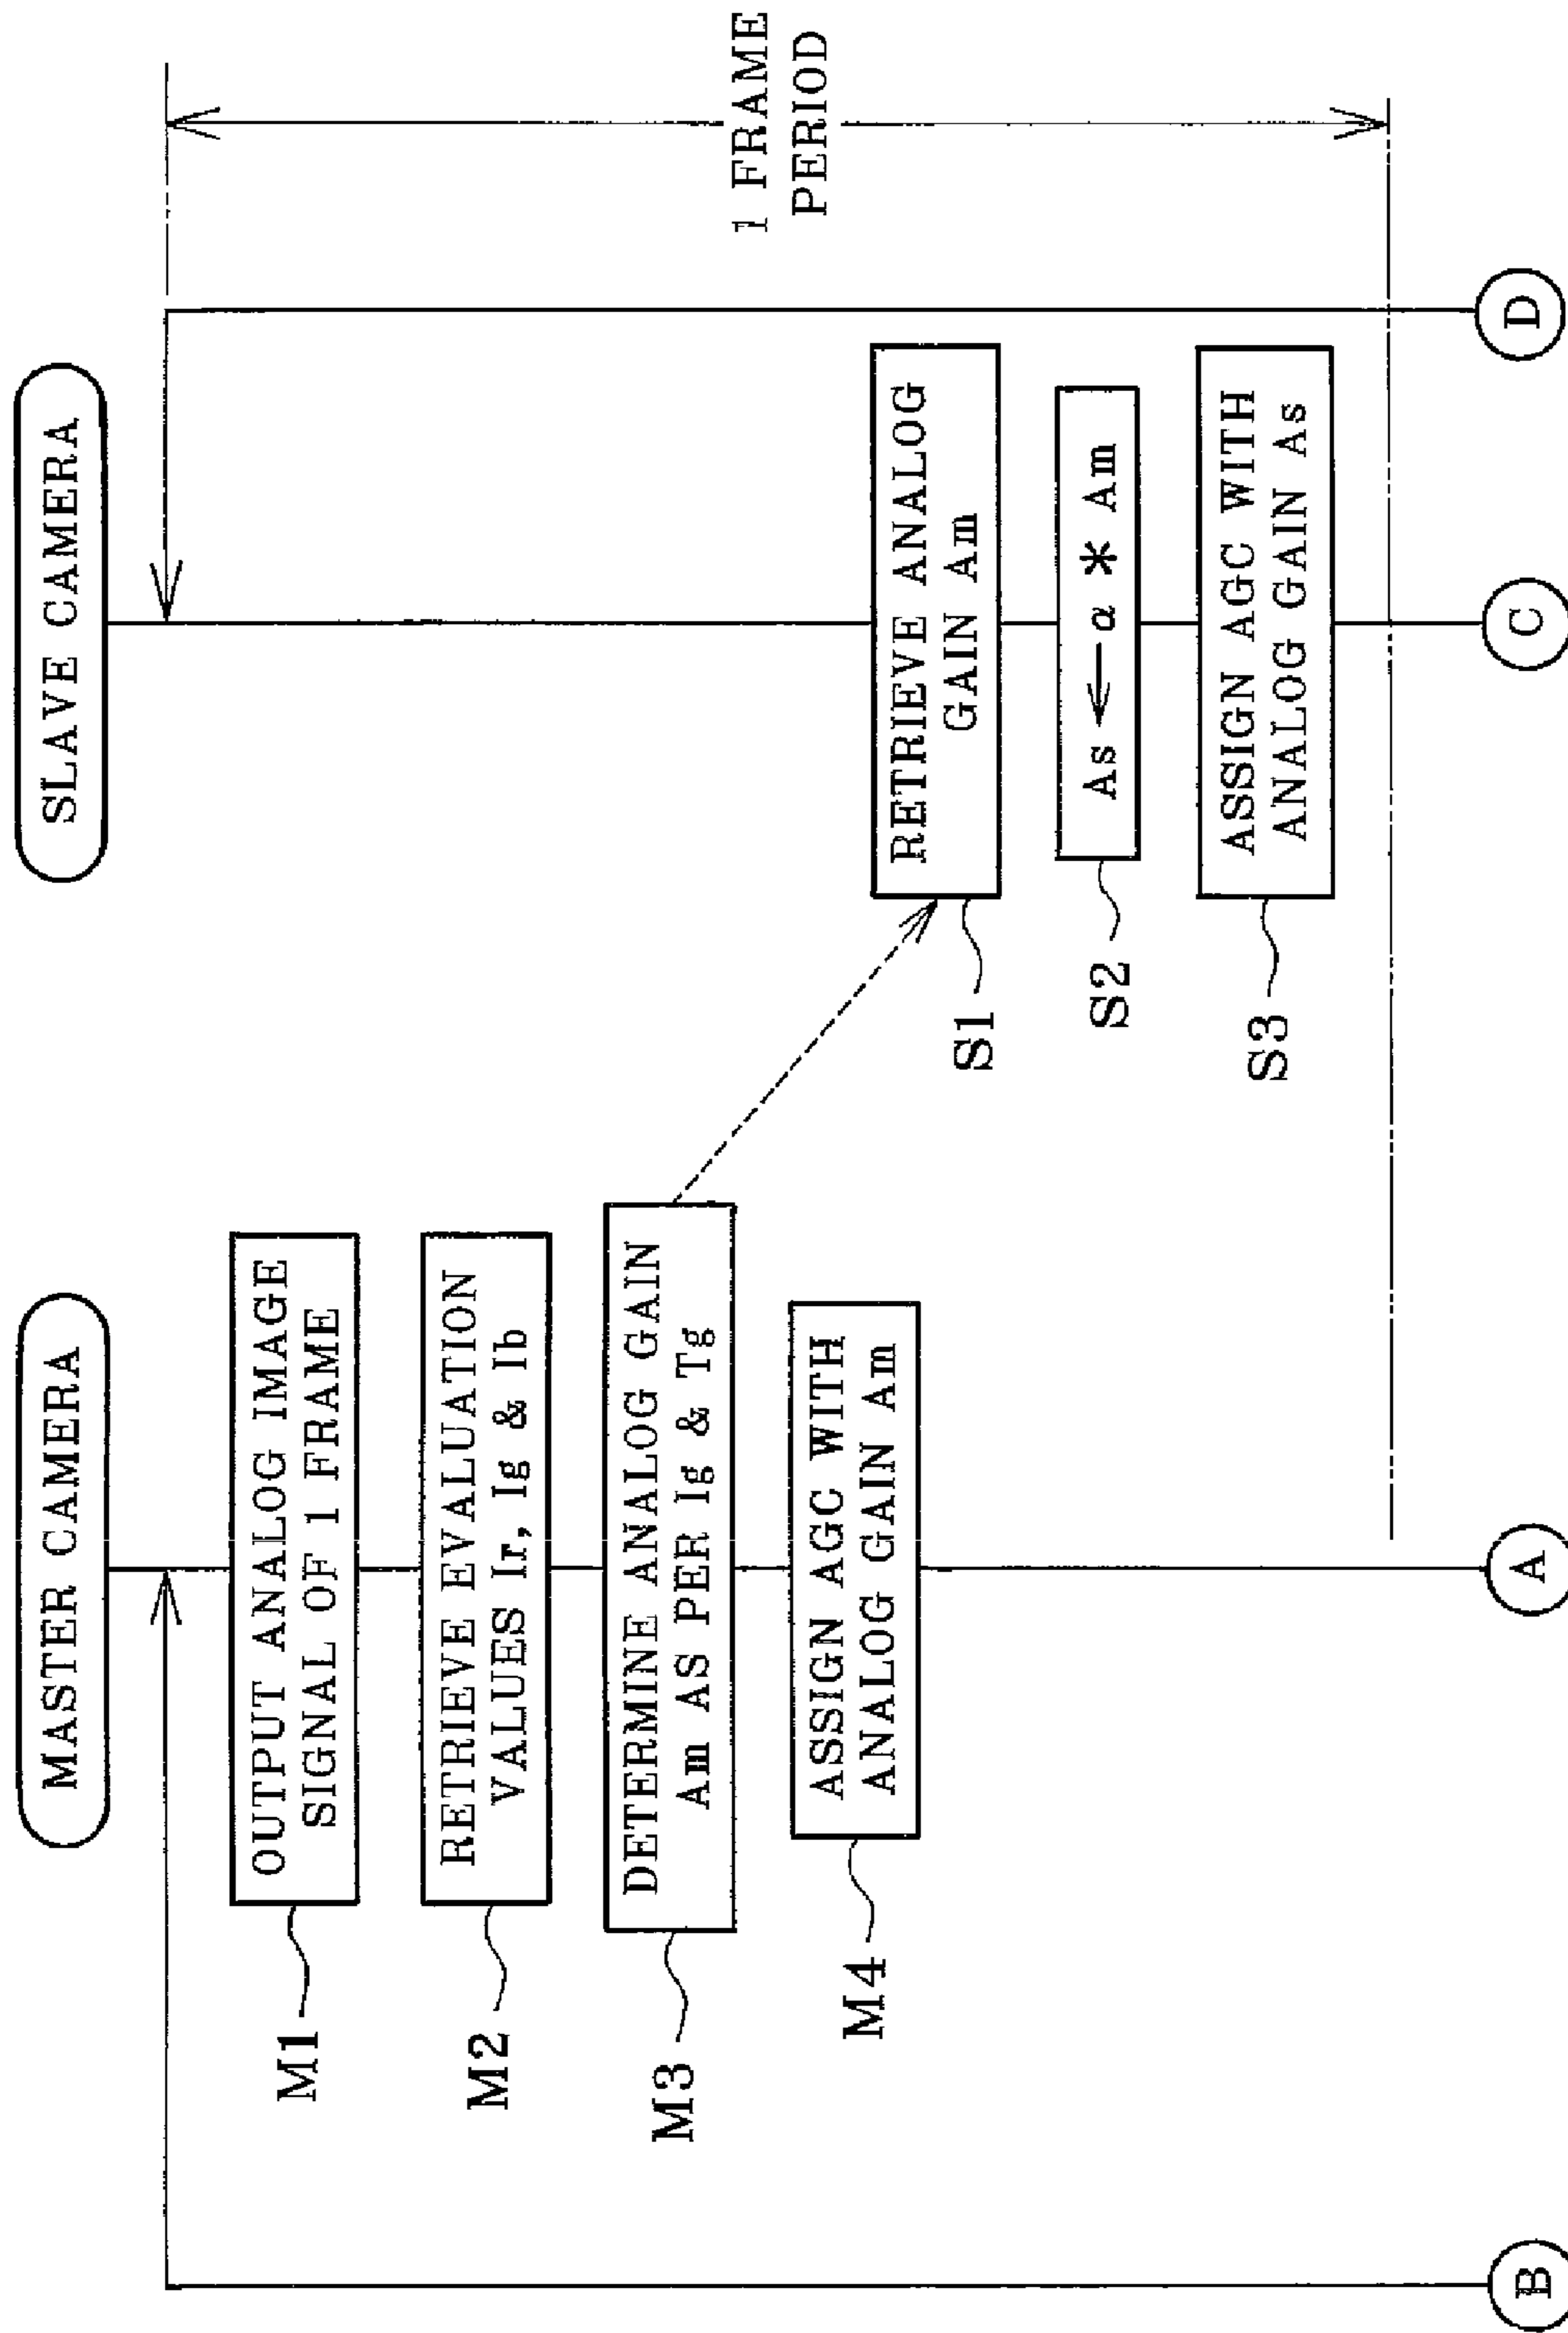 MASTER CAMERA
OUTPUT ANALOG IMAGE
SIGNAL OF 1 FRAME
M1
RETRIEVE EVALUATION
VALUES Ir, Ig & Ib
M2
DETERMINE ANALOG GAIN
Am AS PER Ig & Tg
M3
ASSIGN AGC WITH
ANALOG GAIN Am
M4
B
A
SLAVE CAMERA
RETRIEVE ANALOG
GAIN Am
S1
As ← α * Am
S2
ASSIGN AGC WITH
ANALOG GAIN As
S3
C
D
1 FRAME
PERIOD